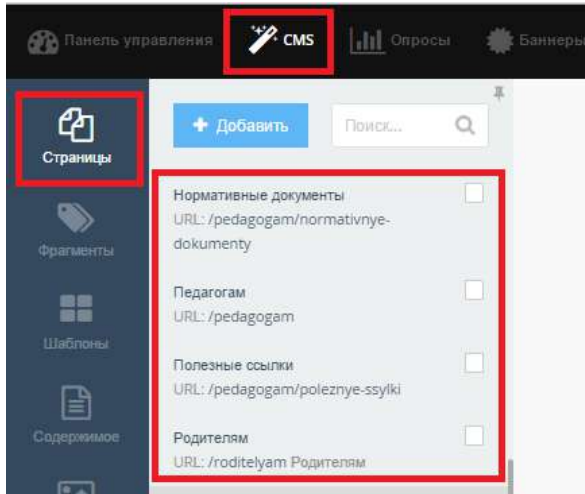 Панель управления CMS Опросы Баннеры
Страницы
Фрагменты
Шаблоны
Содержимое
+ Добавить Поиск...
Нормативные документы
URL: /pedagogam/normativnye-
dokumenty
Педагогам
URL: /pedagogam
Полезные ссылки
URL: /pedagogam/poleznye-ssylki
Родителям
URL: /roditelyam Родителям